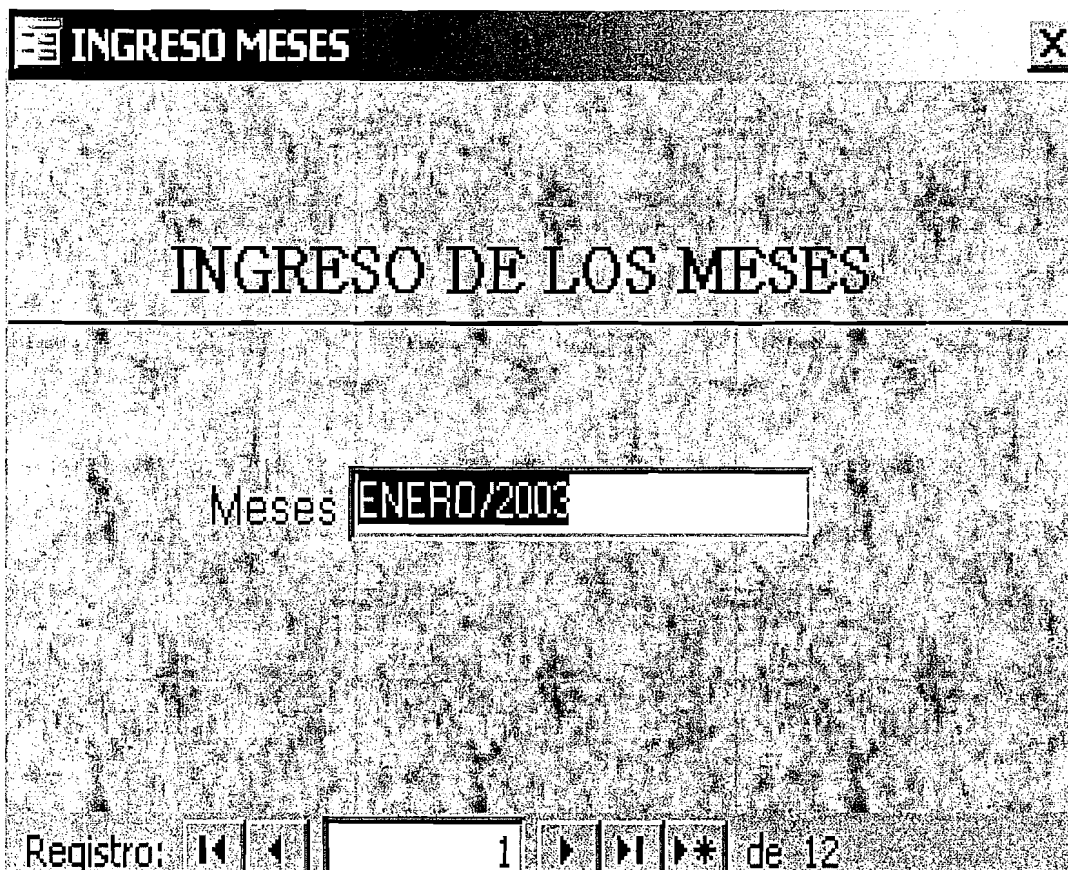 INGRESO MESES X
INGRESO DE LOS MESES
Meses ENERO/2003
Registro: 1 de 12